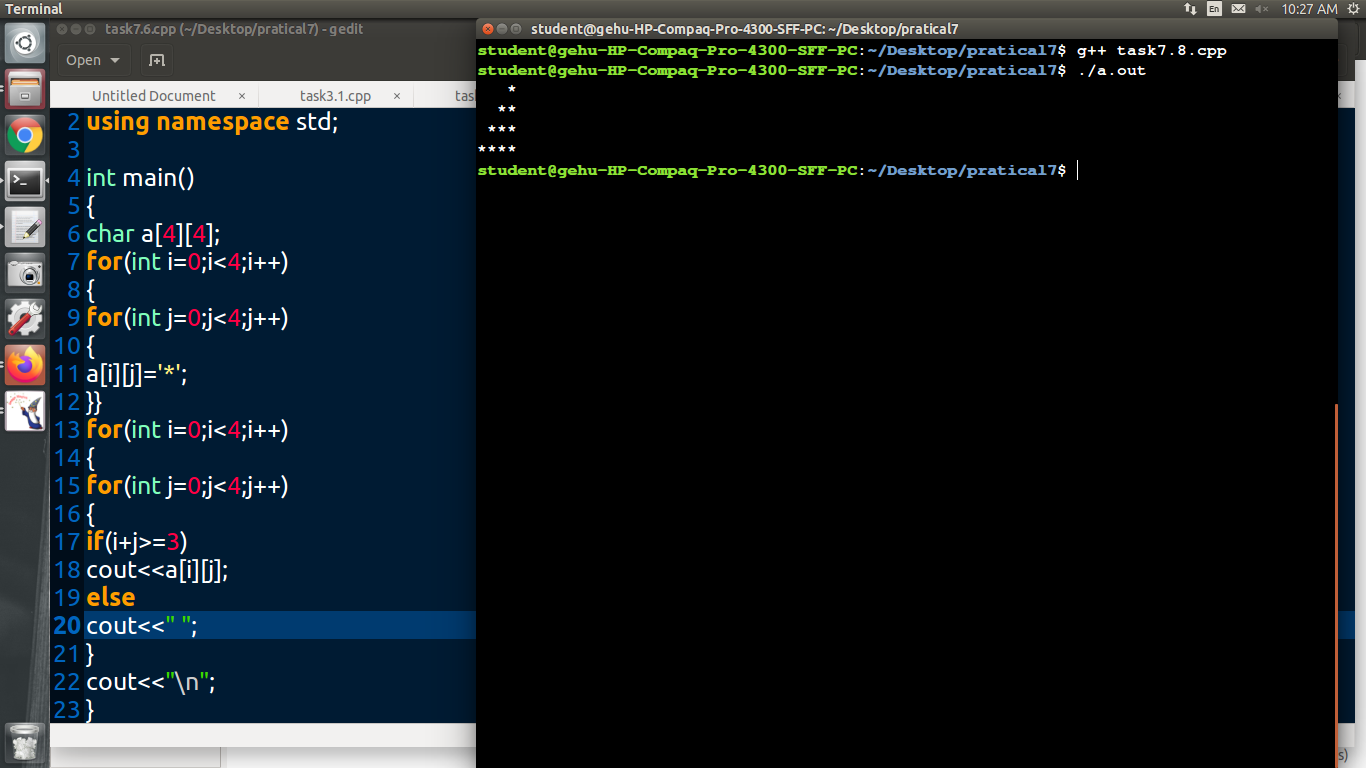 Terminal
En
10:27 AM
task7.6.cpp (~/Desktop/pratical7) - gedit
Open
Untitled Document
task3.1.cpp
2 using namespace std;
3
4 int main()
5 {
6 char a[4][4];
7 for(int i=0;i<4;i++)
8 {
9 for(int j=0;j<4;j++)
10 {
11 a[i][j]='*';
12 }}
13 for(int i=0;i<4;i++)
14 {
15 for(int j=0;j<4;j++)
16 {
17 if(i+j>=3)
18 cout<<a[i][j];
19 else
20 cout<<" ";
21 }
22 cout<<"\n";
23 }
student@gehu-HP-Compaq-Pro-4300-SFF-PC: ~/Desktop/pratical7
student@gehu-HP-Compaq-Pro-4300-SFF-PC:~/Desktop/pratical7$ g++ task7.8.cpp
student@gehu-HP-Compaq-Pro-4300-SFF-PC:~/Desktop/pratical7$ ./a.out
   *
  **
 ***
****
student@gehu-HP-Compaq-Pro-4300-SFF-PC:~/Desktop/pratical7$